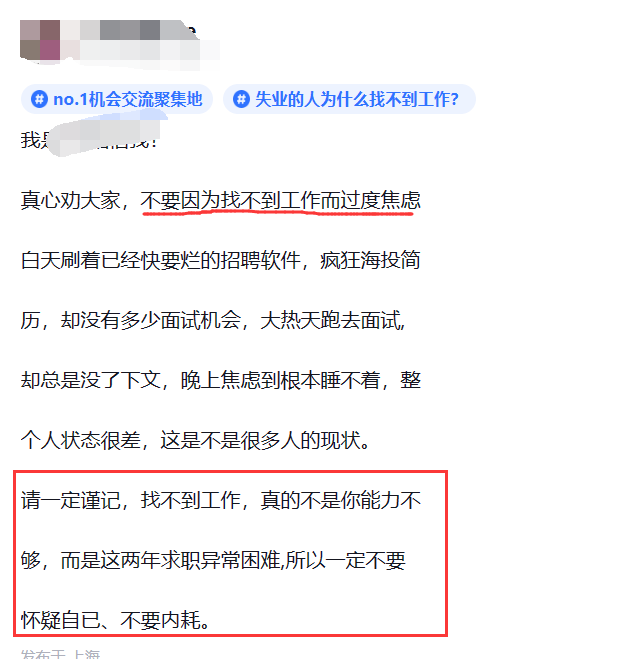 # no.1机会交流聚集地 # 失业的人为什么找不到工作?
我是
真心劝大家，不要因为找不到工作而过度焦虑
白天刷着已经快要烂的招聘软件，疯狂海投简
历，却没有多少面试机会，大热天跑去面试,
却总是没了下文，晚上焦虑到根本睡不着，整
个人状态很差，这是不是很多人的现状。
请一定谨记，找不到工作，真的不是你能力不
够，而是这两年求职异常困难,所以一定不要
怀疑自已、不要内耗。
发布于 上海